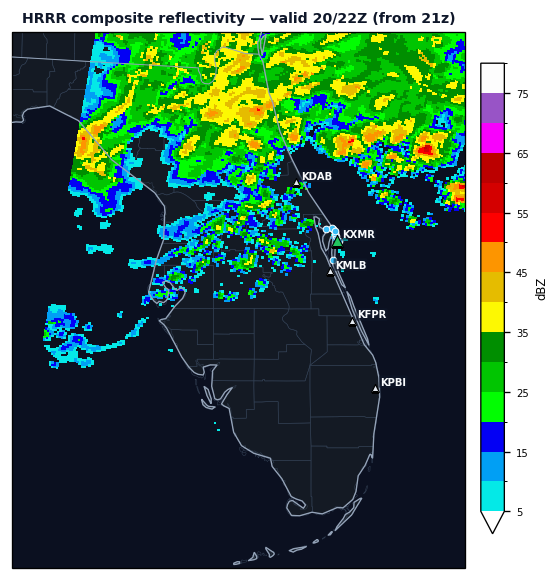 HRRR composite reflectivity — valid 20/22Z (from 21z)
KDAB
KXMR
KMLB
KFPR
KPBI
75
65
55
45
35
25
15
5
dBZ